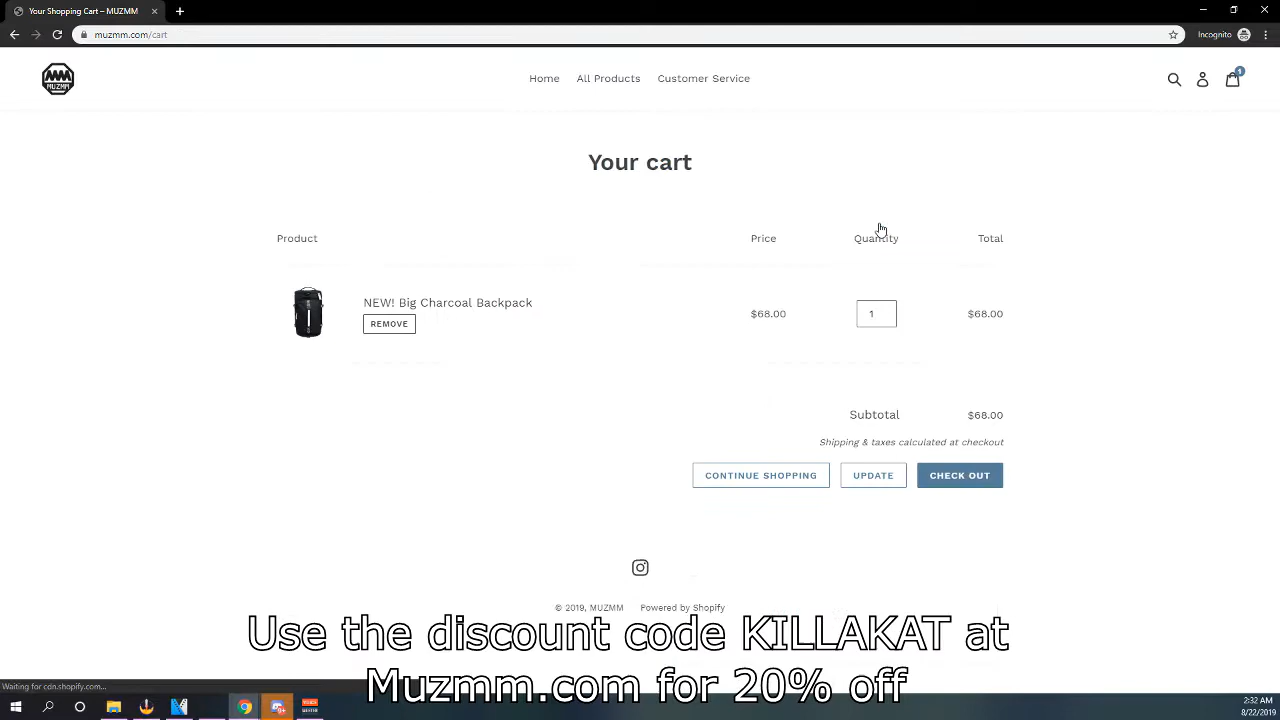 Your Shopping Cart – MUZMM
muzmm.com/cart
Incognito
MUZMM
Home All Products Customer Service
1
Your cart
Product Price Quantity Total
NEW! Big Charcoal Backpack
REMOVE
$68.00 1 $68.00
Subtotal $68.00
Shipping & taxes calculated at checkout
CONTINUE SHOPPING UPDATE CHECK OUT
© 2019, MUZMM Powered by Shopify
Use the discount code KILLAKAT at
Muzmm.com for 20% off
Waiting for cdn.shopify.com...
2:32 AM
8/22/2019